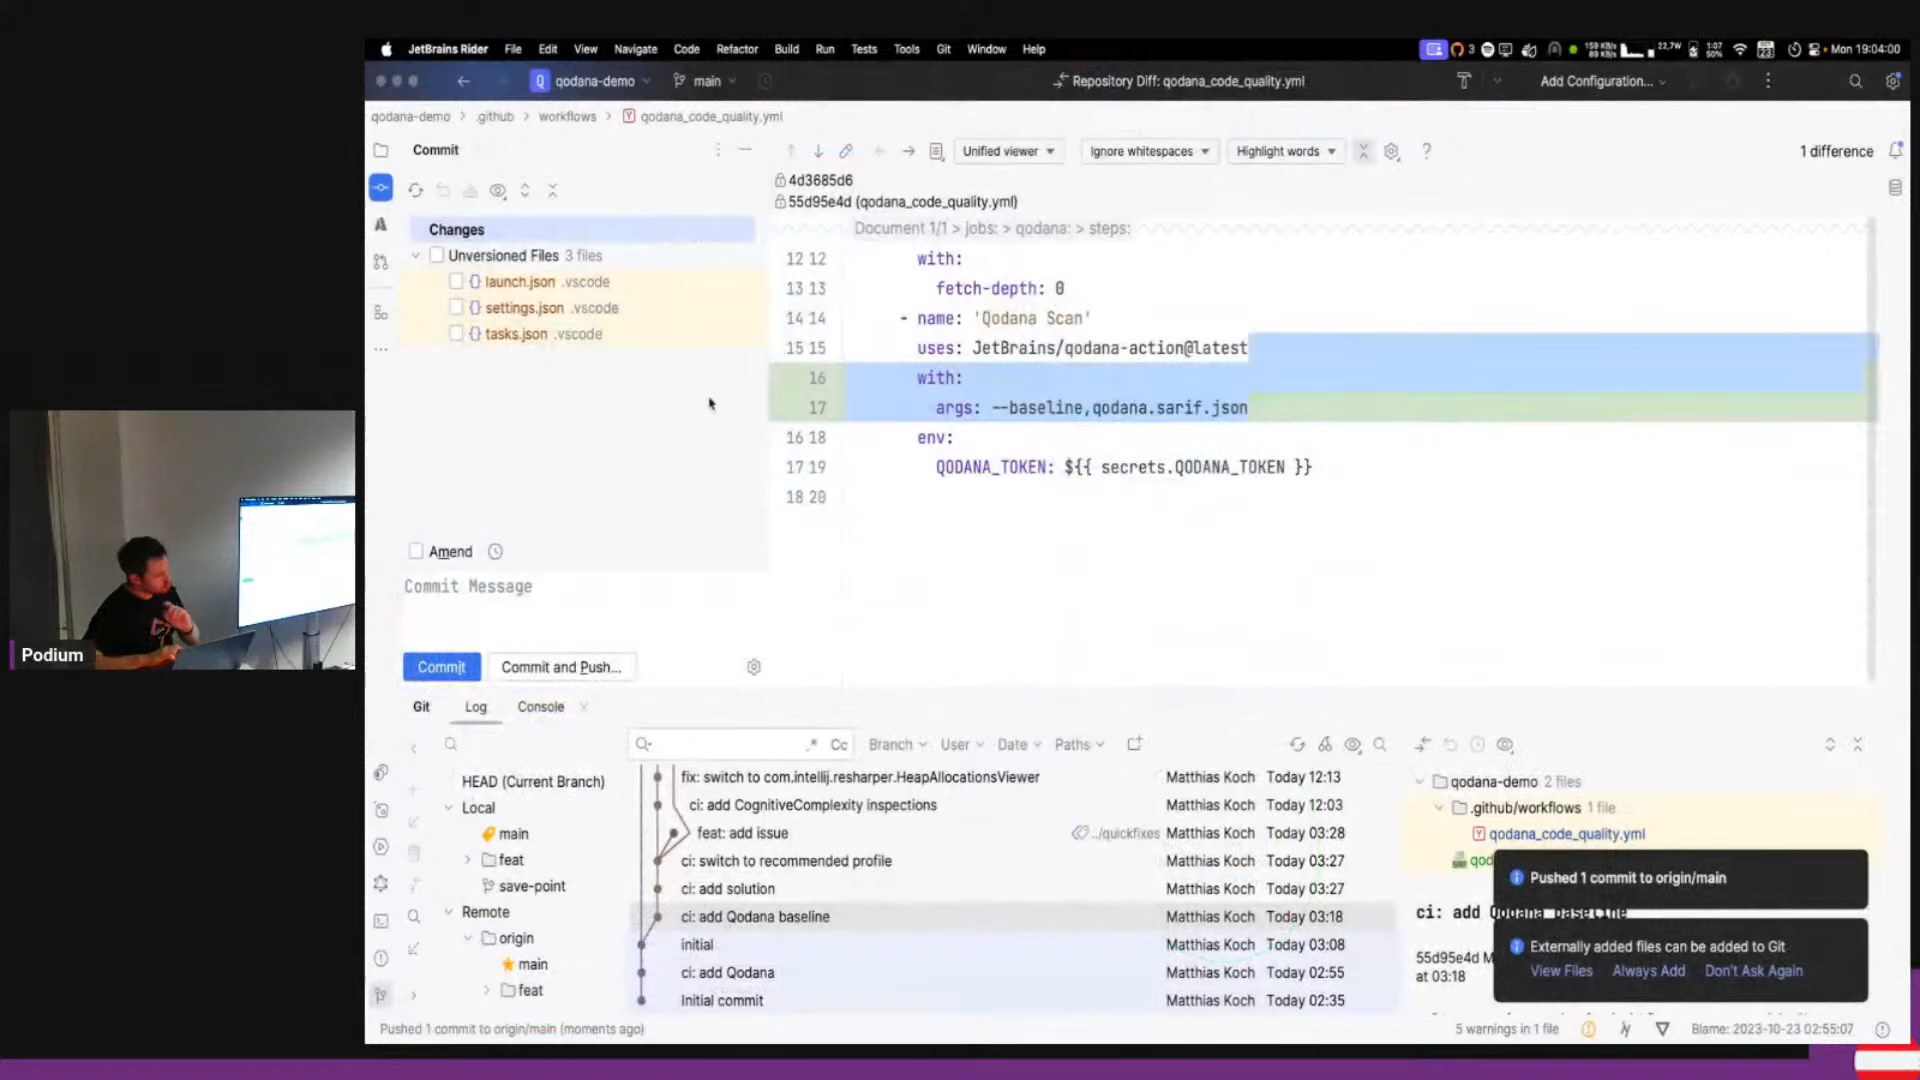 JetBrains Rider File Edit View Navigate Code Refactor Build Run Tests Tools Git Window Help
3 159 KB/s 89 KB/s 22,7W 1:07 50% Mon 19:04:00
Q qodana-demo main Repository Diff: qodana_code_quality.yml Add Configuration...
qodana-demo > .github > workflows > qodana_code_quality.yml
Commit
Unified viewer Ignore whitespaces Highlight words ? 1 difference
4d3685d6
55d95e4d (qodana_code_quality.yml)
Document 1/1 > jobs: > qodana: > steps:
Changes
Unversioned Files 3 files
{} launch.json .vscode
{} settings.json .vscode
{} tasks.json .vscode
12 12 with:
13 13 fetch-depth: 0
14 14 - name: 'Qodana Scan'
15 15 uses: JetBrains/qodana-action@latest
16 with:
17 args: --baseline,qodana.sarif.json
16 18 env:
17 19 QODANA_TOKEN: ${{ secrets.QODANA_TOKEN }}
18 20
Amend
Commit Message
Commit Commit and Push...
Podium
Git Log Console
.* Cc Branch User Date Paths
HEAD (Current Branch)
Local
main
feat
save-point
Remote
origin
main
feat
fix: switch to com.intellij.resharper.HeapAllocationsViewer Matthias Koch Today 12:13
ci: add CognitiveComplexity inspections Matthias Koch Today 12:03
feat: add issue ../quickfixes Matthias Koch Today 03:28
ci: switch to recommended profile Matthias Koch Today 03:27
ci: add solution Matthias Koch Today 03:27
ci: add Qodana baseline Matthias Koch Today 03:18
initial Matthias Koch Today 03:08
ci: add Qodana Matthias Koch Today 02:55
Initial commit Matthias Koch Today 02:35
qodana-demo 2 files
.github/workflows 1 file
qodana_code_quality.yml
qod
Pushed 1 commit to origin/main
ci: add Qodana baseline
Externally added files can be added to Git
View Files Always Add Don't Ask Again
55d95e4d M
at 03:18
Pushed 1 commit to origin/main (moments ago)
5 warnings in 1 file Blame: 2023-10-23 02:55:07